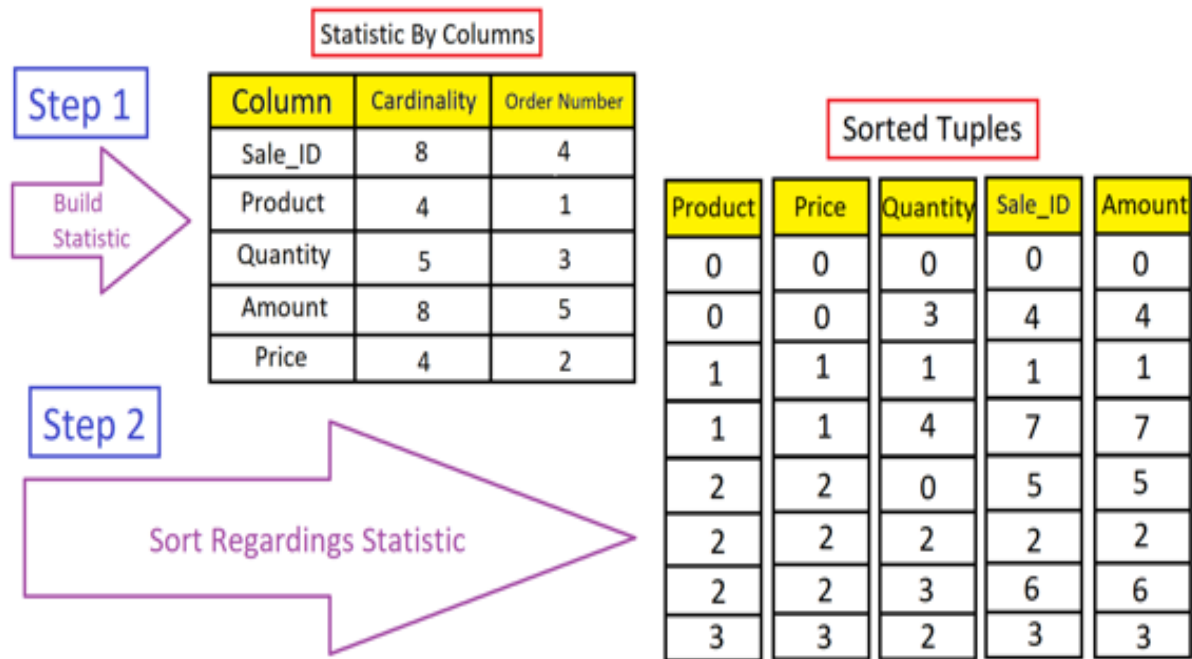 Statistic By Columns
Step 1
Build
Statistic
Column Cardinality Order Number
Sale_ID 8 4
Product 4 1
Quantity 5 3
Amount 8 5
Price 4 2
Step 2
Sort Regardings Statistic
Sorted Tuples
Product Price Quantity Sale_ID Amount
0 0 0 0 0
0 0 3 4 4
1 1 1 1 1
1 1 4 7 7
2 2 0 5 5
2 2 2 2 2
2 2 3 6 6
3 3 2 3 3